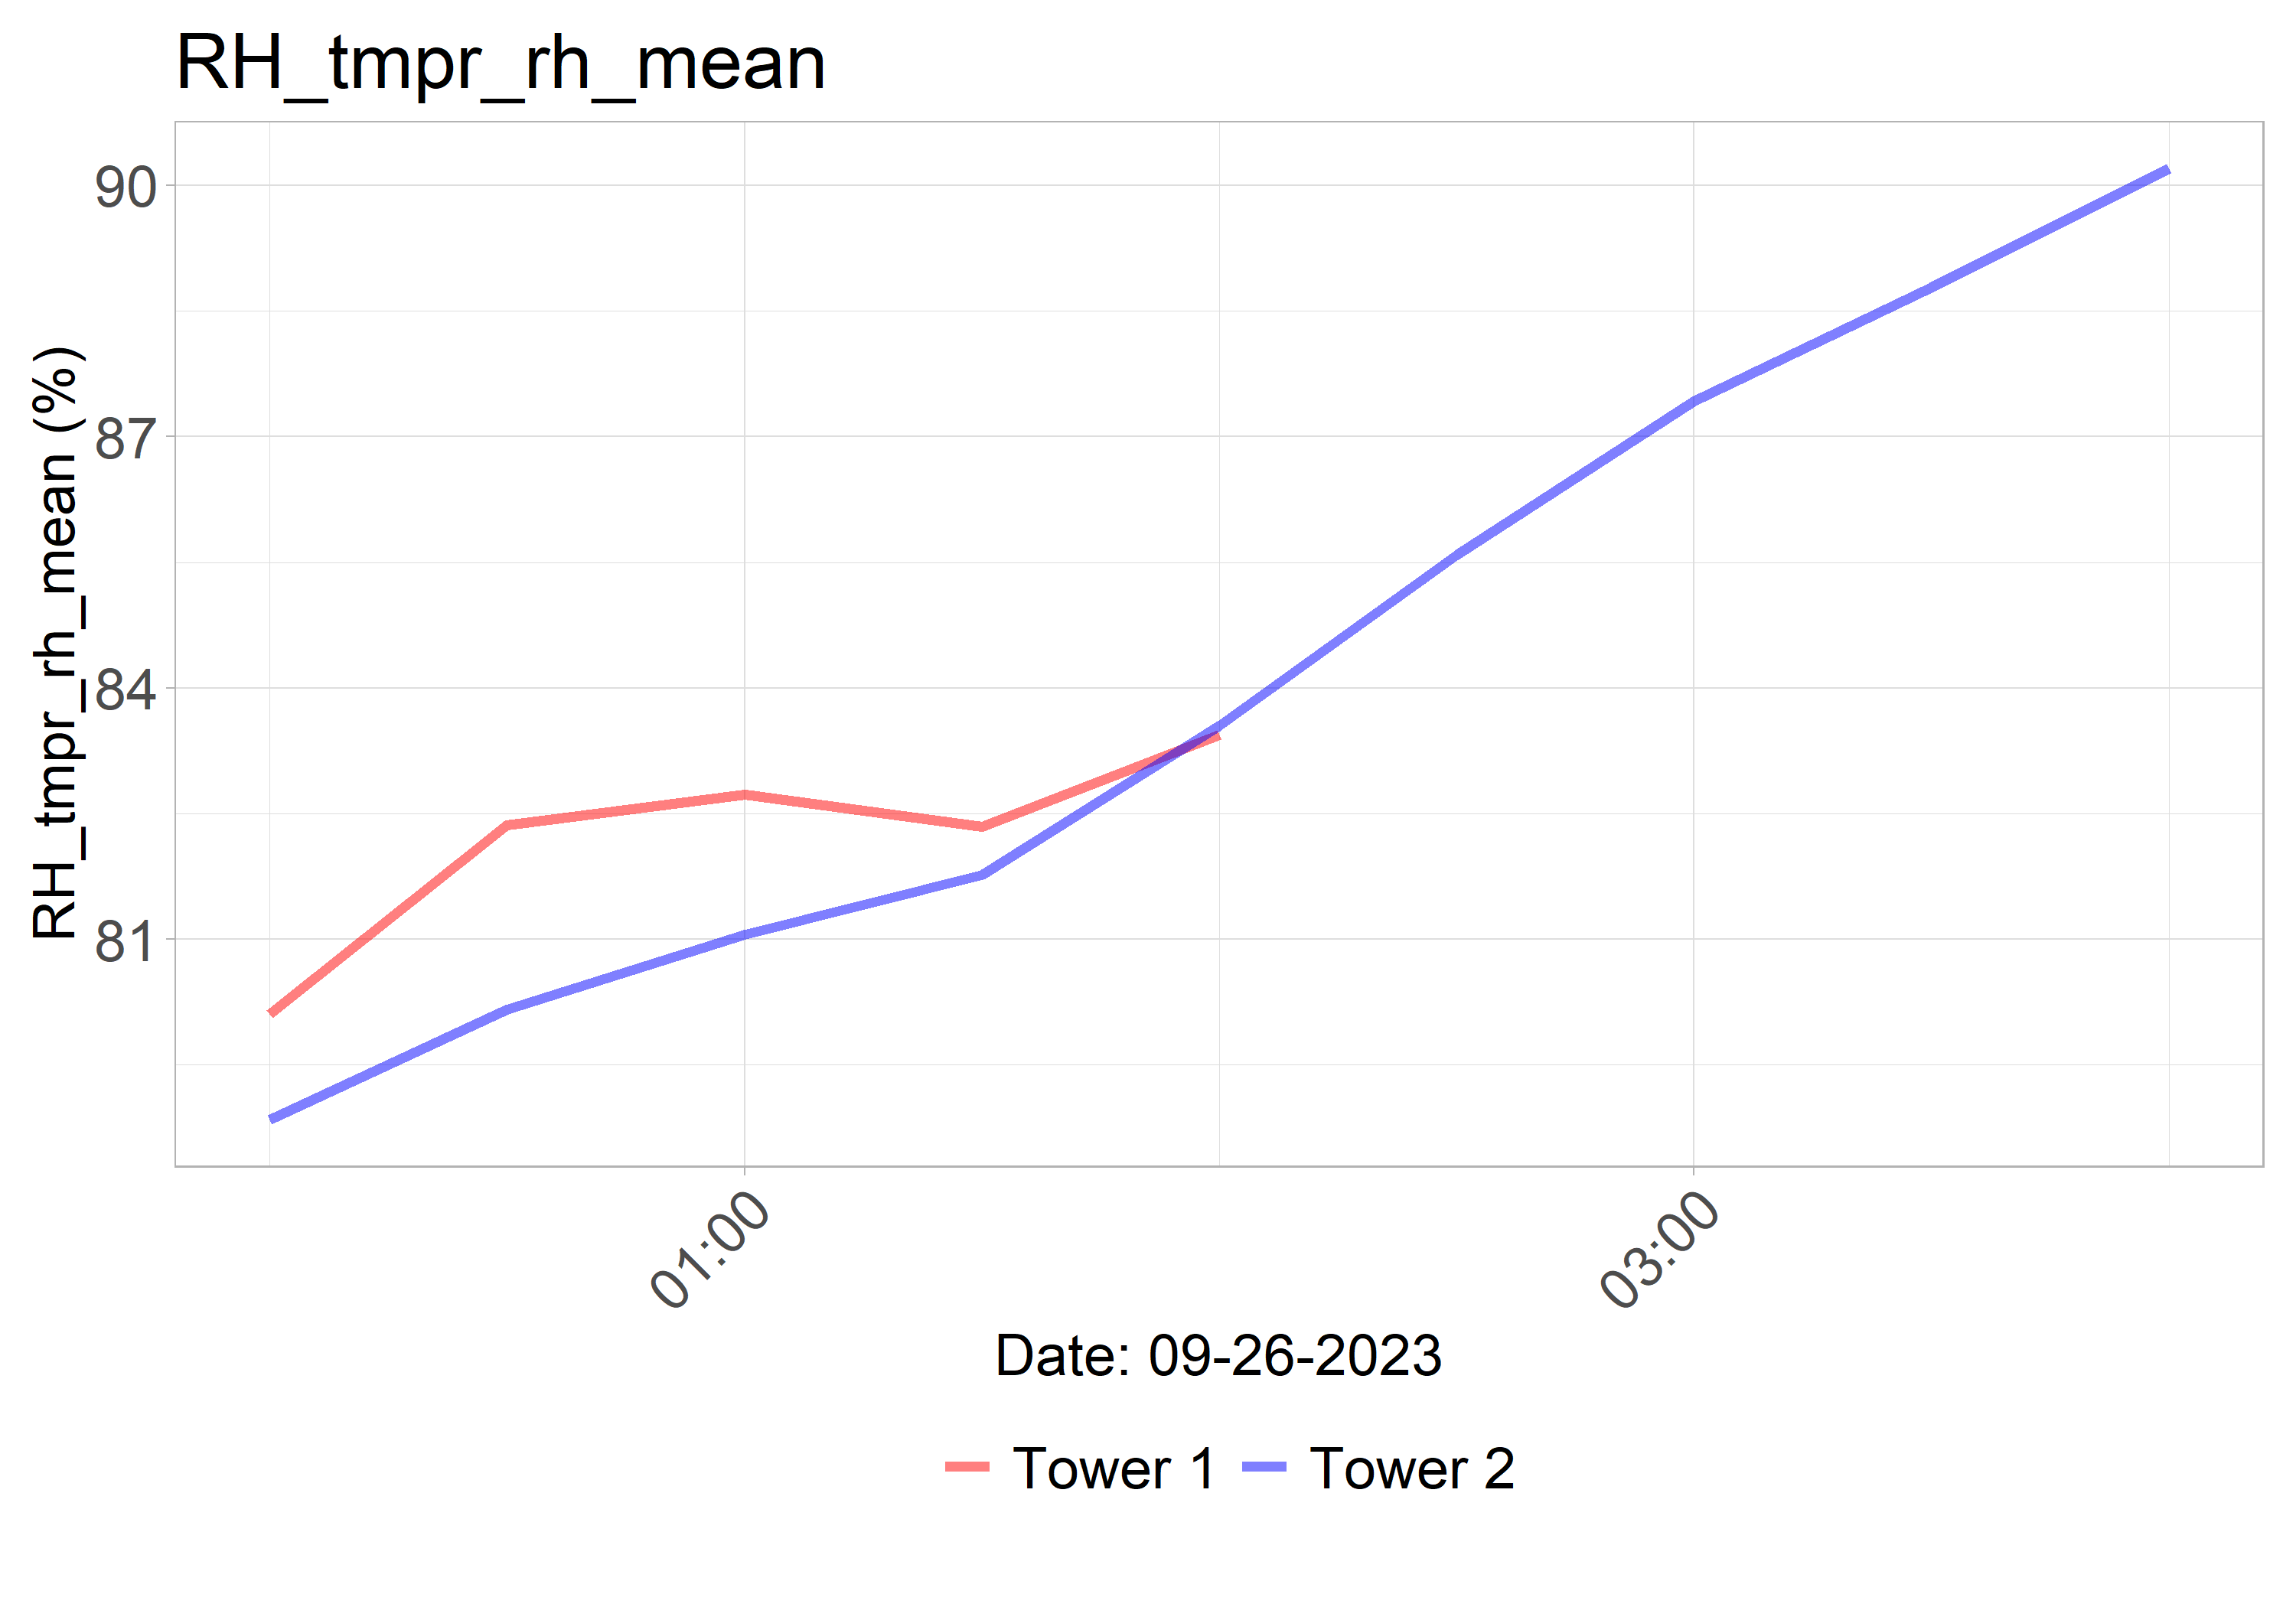 RH_tmpr_rh_mean
RH_tmpr_rh_mean (%)
90
87
84
81
01:00
03:00
Date: 09-26-2023
Tower 1
Tower 2